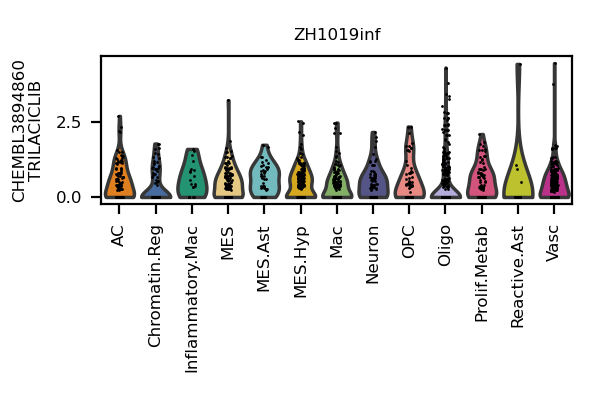 ZH1019inf
CHEMBL3894860
TRILACICLIB
2.5
0.0
AC
Chromatin.Reg
Inflammatory.Mac
MES
MES.Ast
MES.Hyp
Mac
Neuron
OPC
Oligo
Prolif.Metab
Reactive.Ast
Vasc